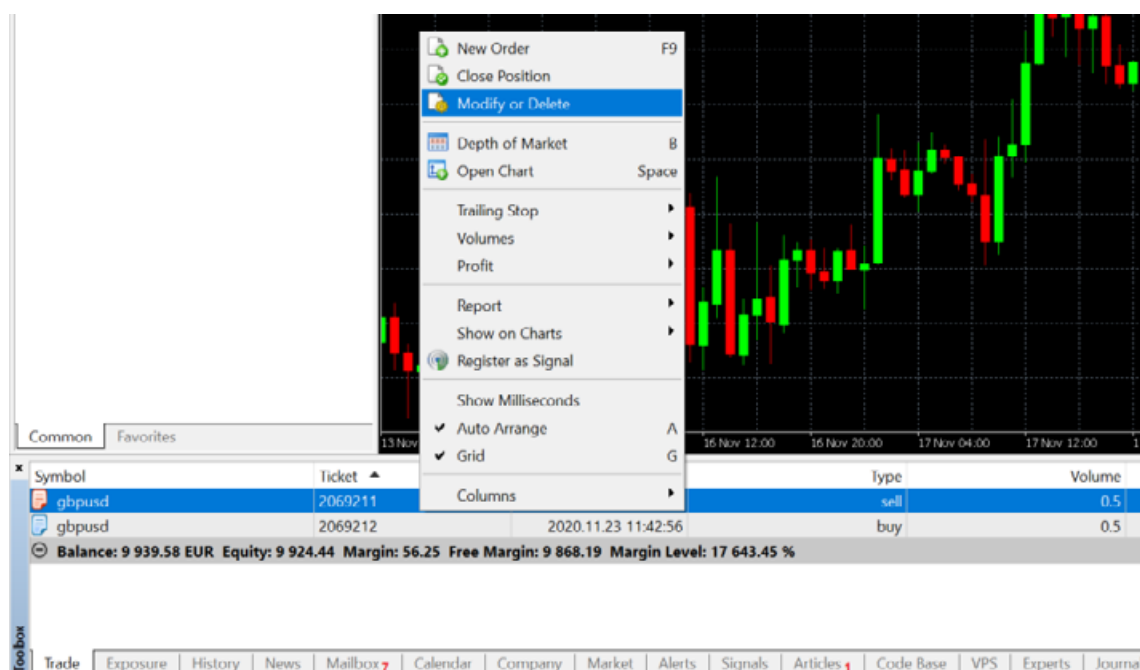 New Order F9
Close Position
Modify or Delete
Depth of Market B
Open Chart Space
Trailing Stop
Volumes
Profit
Report
Show on Charts
Register as Signal
Show Milliseconds
Auto Arrange A
Grid G
Columns
Common Favorites
13 Nov 16 Nov 12:00 16 Nov 20:00 17 Nov 04:00 17 Nov 12:00
Symbol Ticket Type Volume
gbpusd 2069211 sell 0.5
gbpusd 2069212 2020.11.23 11:42:56 buy 0.5
Balance: 9 939.58 EUR Equity: 9 924.44 Margin: 56.25 Free Margin: 9 868.19 Margin Level: 17 643.45 %
Toolbox
Trade Exposure History News Mailbox 7 Calendar Company Market Alerts Signals Articles 1 Code Base VPS Experts Journ